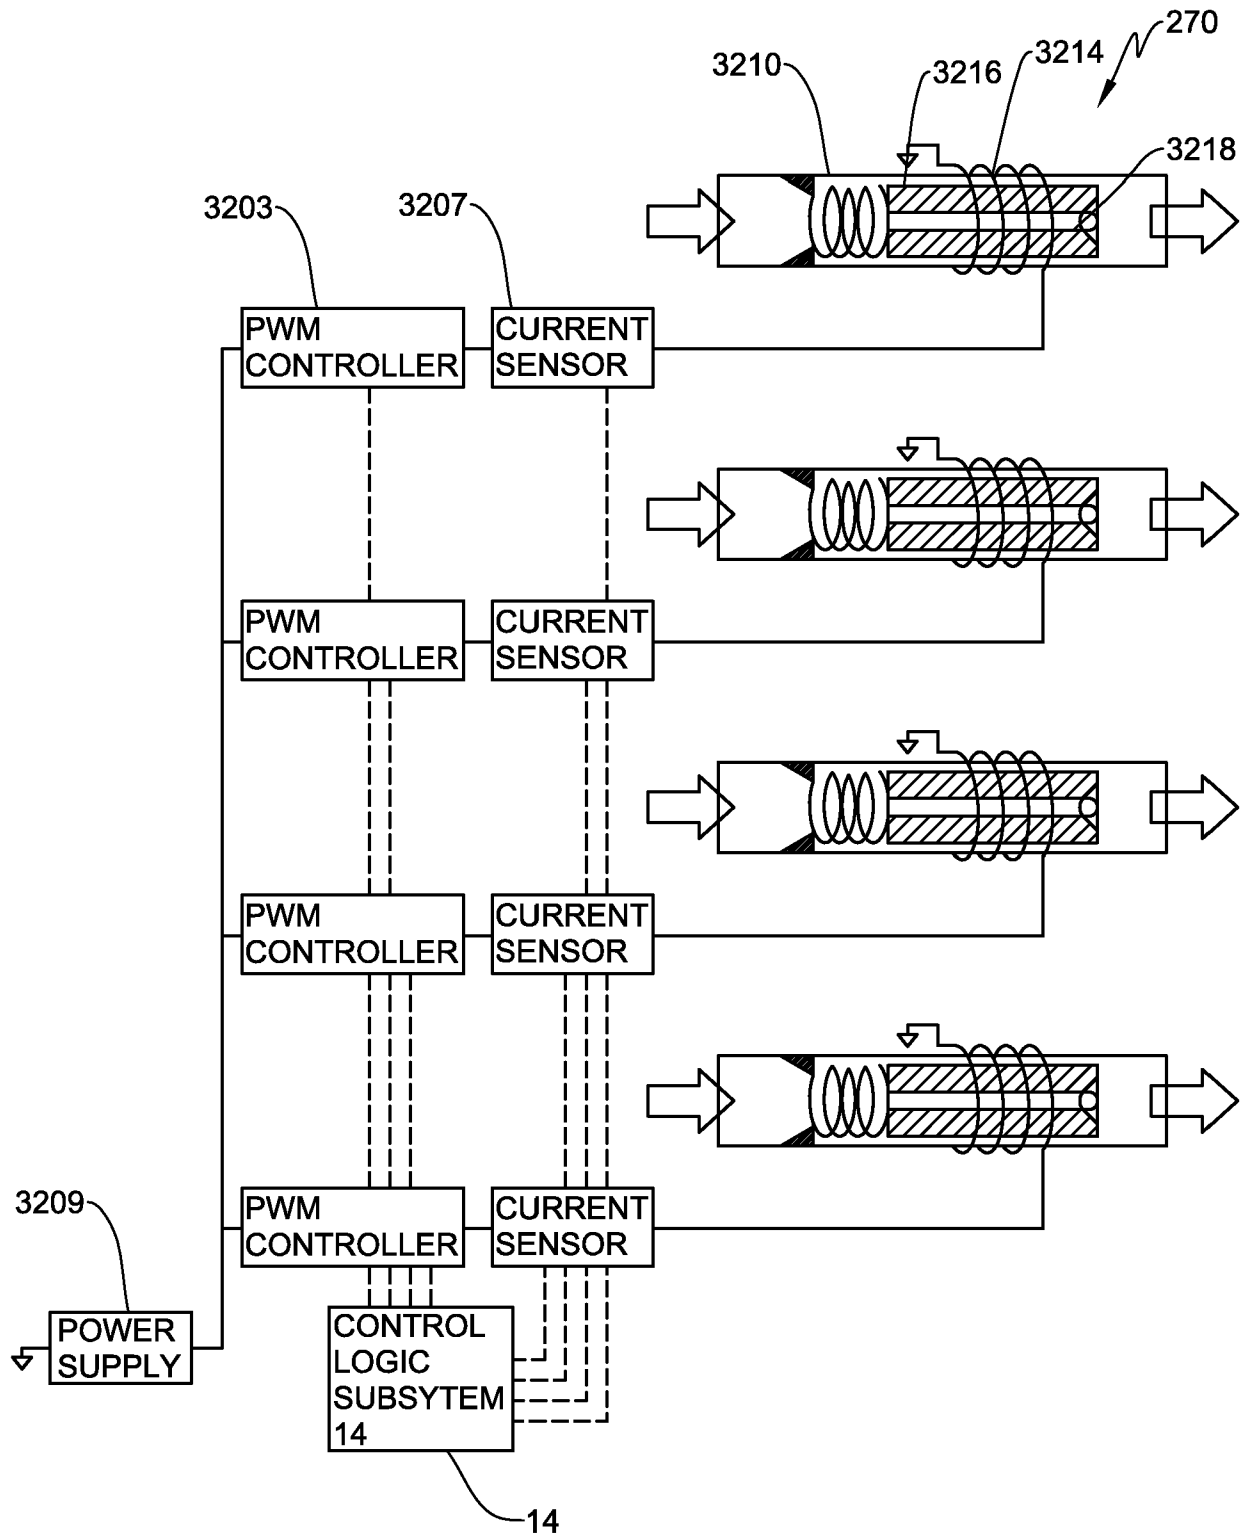 270
3214
3210
3216
3218
3203
3207
PWM
CONTROLLER
CURRENT
SENSOR
PWM
CONTROLLER
CURRENT
SENSOR
PWM
CONTROLLER
CURRENT
SENSOR
3209
PWM
CONTROLLER
CURRENT
SENSOR
POWER
SUPPLY
CONTROL
LOGIC
SUBSYTEM
14
14